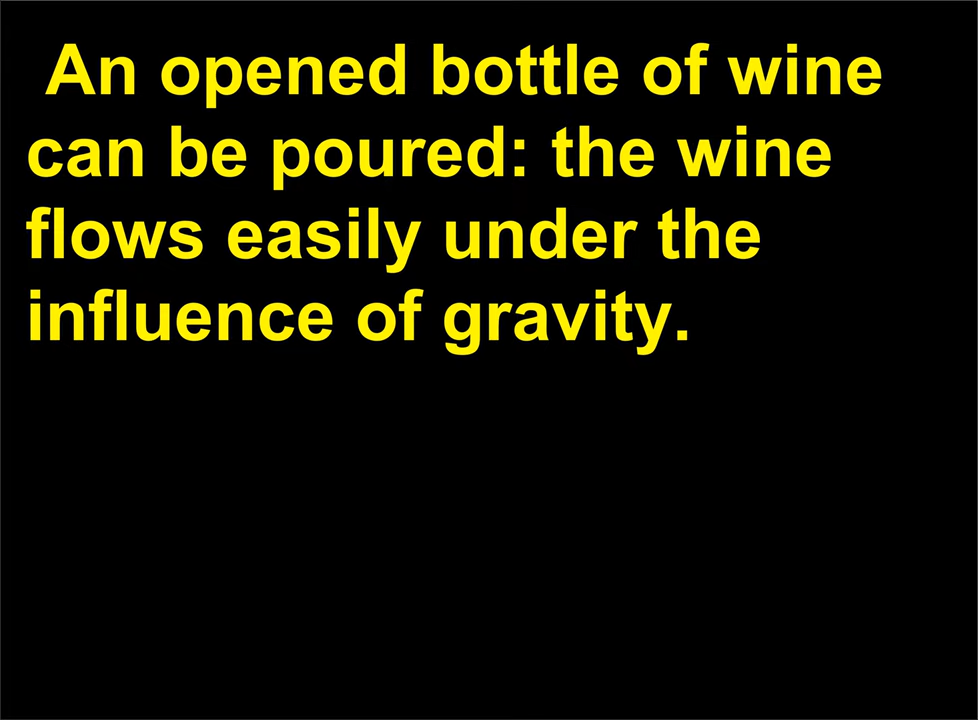 An opened bottle of wine
can be poured: the wine
flows easily under the
influence of gravity.